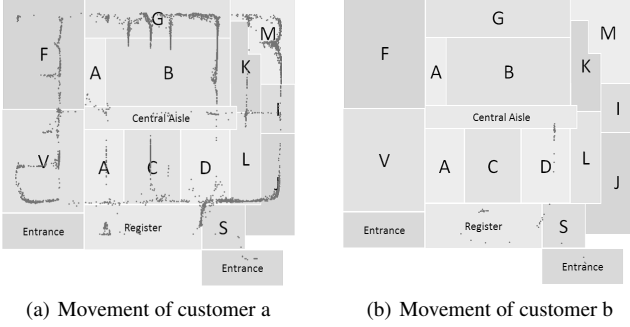 G
M
F
A
B
K
Central Aisle
I
V
A
C
D
L
J
Entrance
Register
S
Entrance
(a) Movement of customer a
G
M
F
A
B
K
Central Aisle
I
V
A
C
D
L
J
Entrance
Register
S
Entrance
(b) Movement of customer b